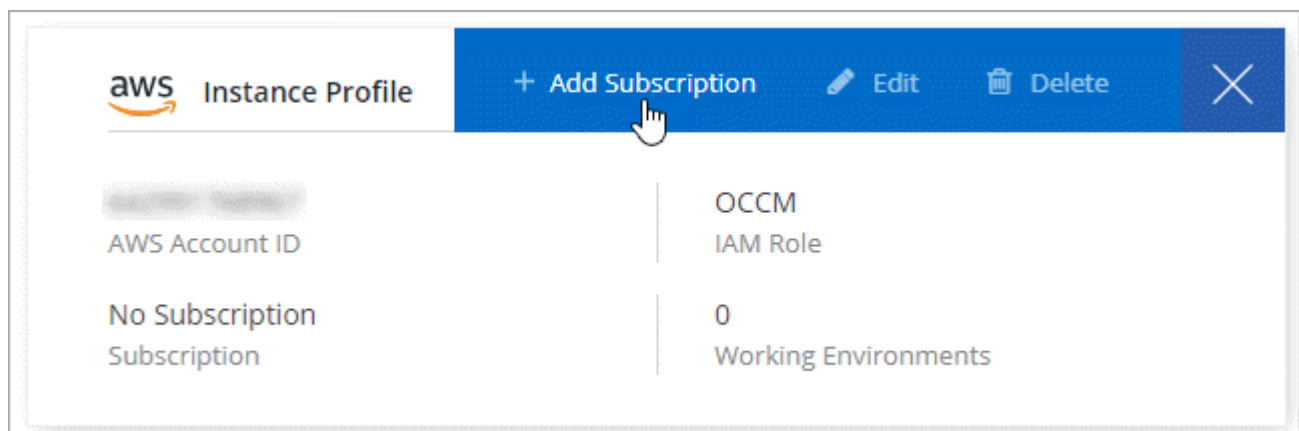 aws Instance Profile + Add Subscription Edit Delete
OCCM
AWS Account ID IAM Role
No Subscription 0
Subscription Working Environments